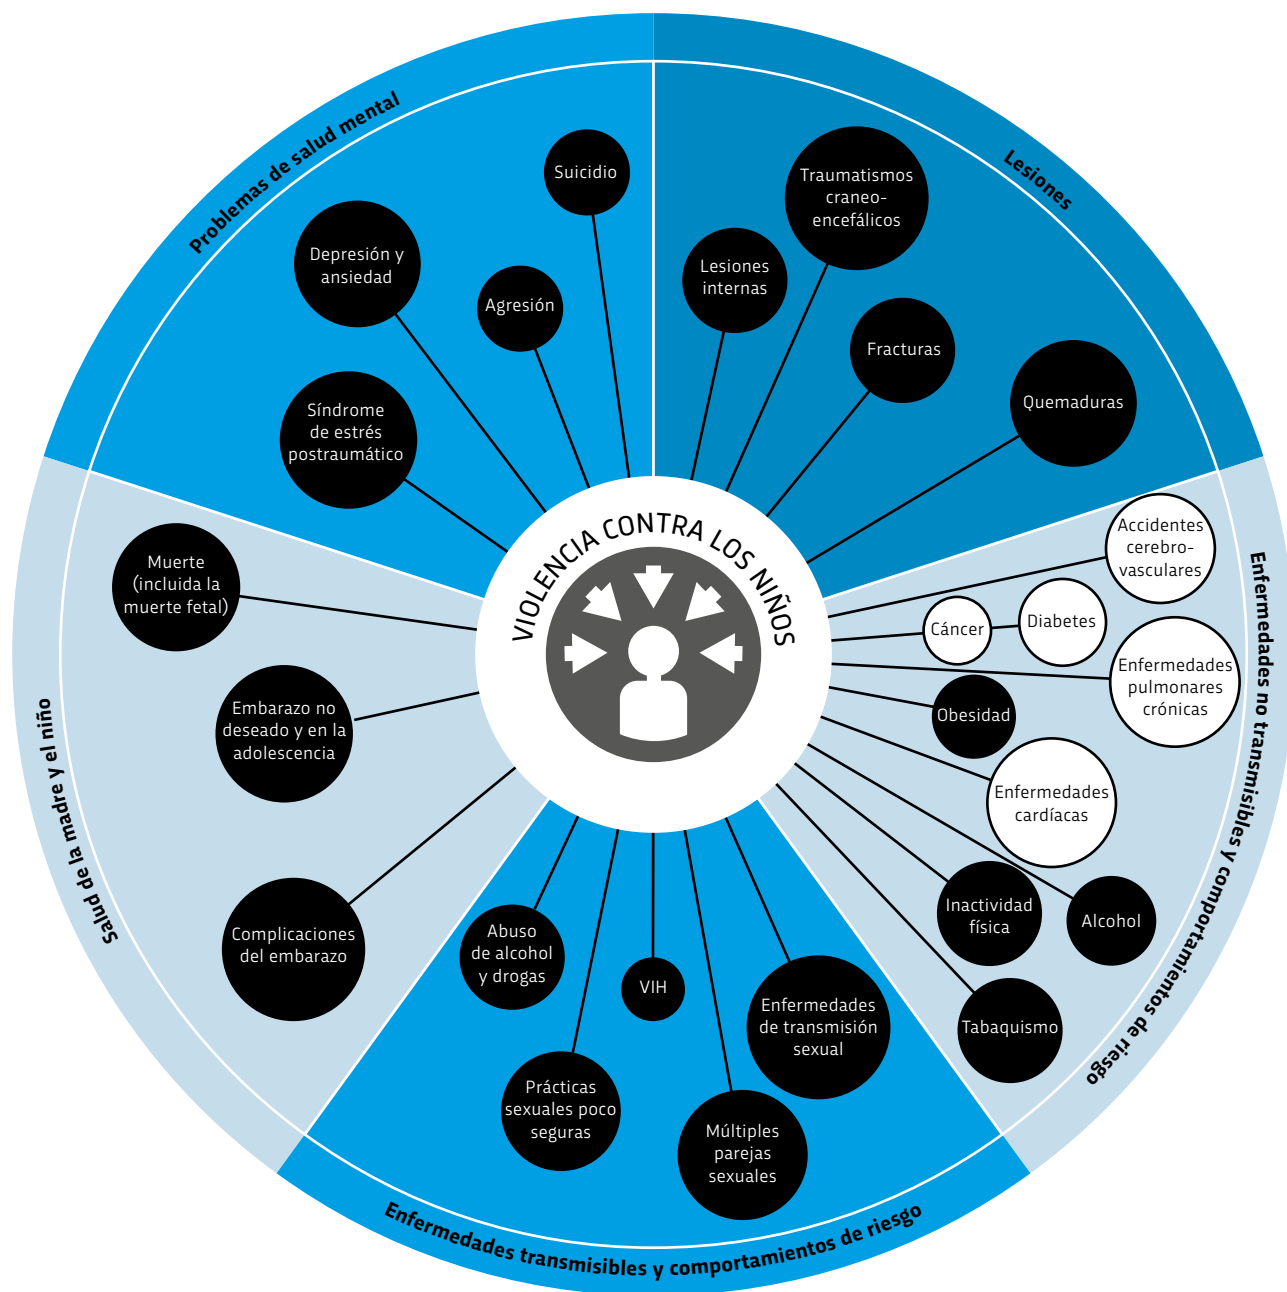 VIOLENCIA CONTRA LOS NIÑOS
Problemas de salud mental
Suicidio
Depresión y
ansiedad
Agresión
Síndrome
de estrés
postraumático
Lesiones
Traumatismos
craneo-
encefálicos
Lesiones
internas
Fracturas
Quemaduras
Enfermedades no transmisibles y comportamientos de riesgo
Accidentes
cerebro-
vasculares
Cáncer
Diabetes
Enfermedades
pulmonares
crónicas
Obesidad
Enfermedades
cardíacas
Alcohol
Inactividad
física
Tabaquismo
Enfermedades transmisibles y comportamientos de riesgo
Abuso
de alcohol
y drogas
VIH
Enfermedades
de transmisión
sexual
Prácticas
sexuales poco
seguras
Múltiples
parejas
sexuales
Salud de la madre y el niño
Muerte
(incluida la
muerte fetal)
Embarazo no
deseado y en la
adolescencia
Complicaciones
del embarazo